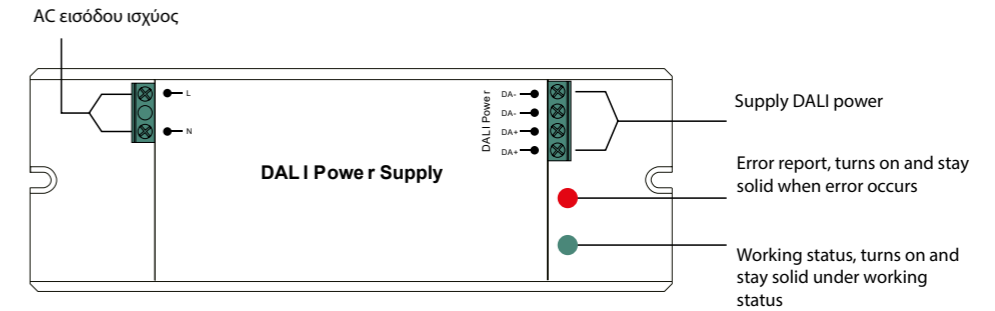 AC εισόδου ισχύος
L
N
DA-
DA-
DA+
DA+
DALI Power
DAL I Powe r Supply
Supply DALI power
Error report, turns on and stay
solid when error occurs
Working status, turns on and
stay solid under working
status